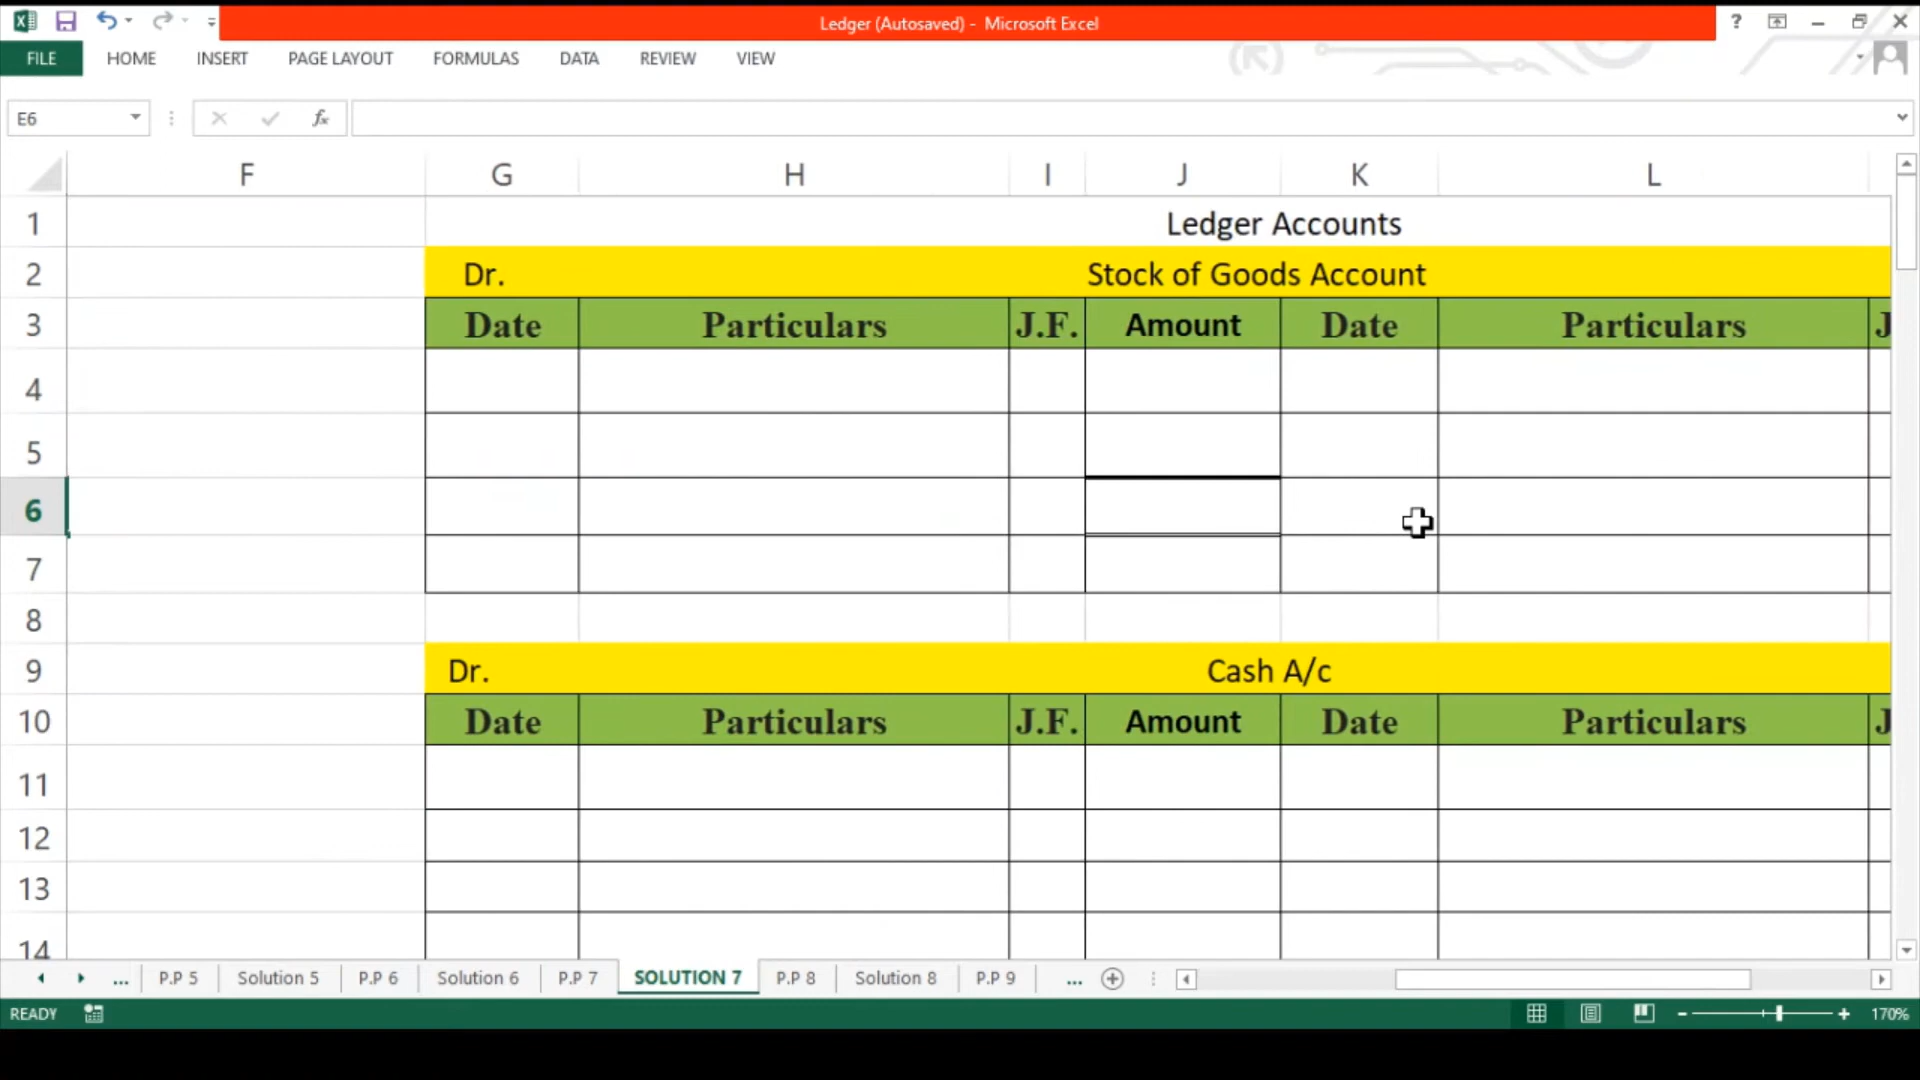 Ledger (Autosaved) - Microsoft Excel
?
FILE HOME INSERT PAGE LAYOUT FORMULAS DATA REVIEW VIEW
E6 fx
F G H I J K L
1 Ledger Accounts
2 Dr. Stock of Goods Account
3 Date Particulars J.F. Amount Date Particulars J
4
5
6
7
8
9 Dr. Cash A/c
10 Date Particulars J.F. Amount Date Particulars J
11
12
13
14
... P.P 5 Solution 5 P.P 6 Solution 6 P.P 7 SOLUTION 7 P.P 8 Solution 8 P.P 9 ...
READY 170%